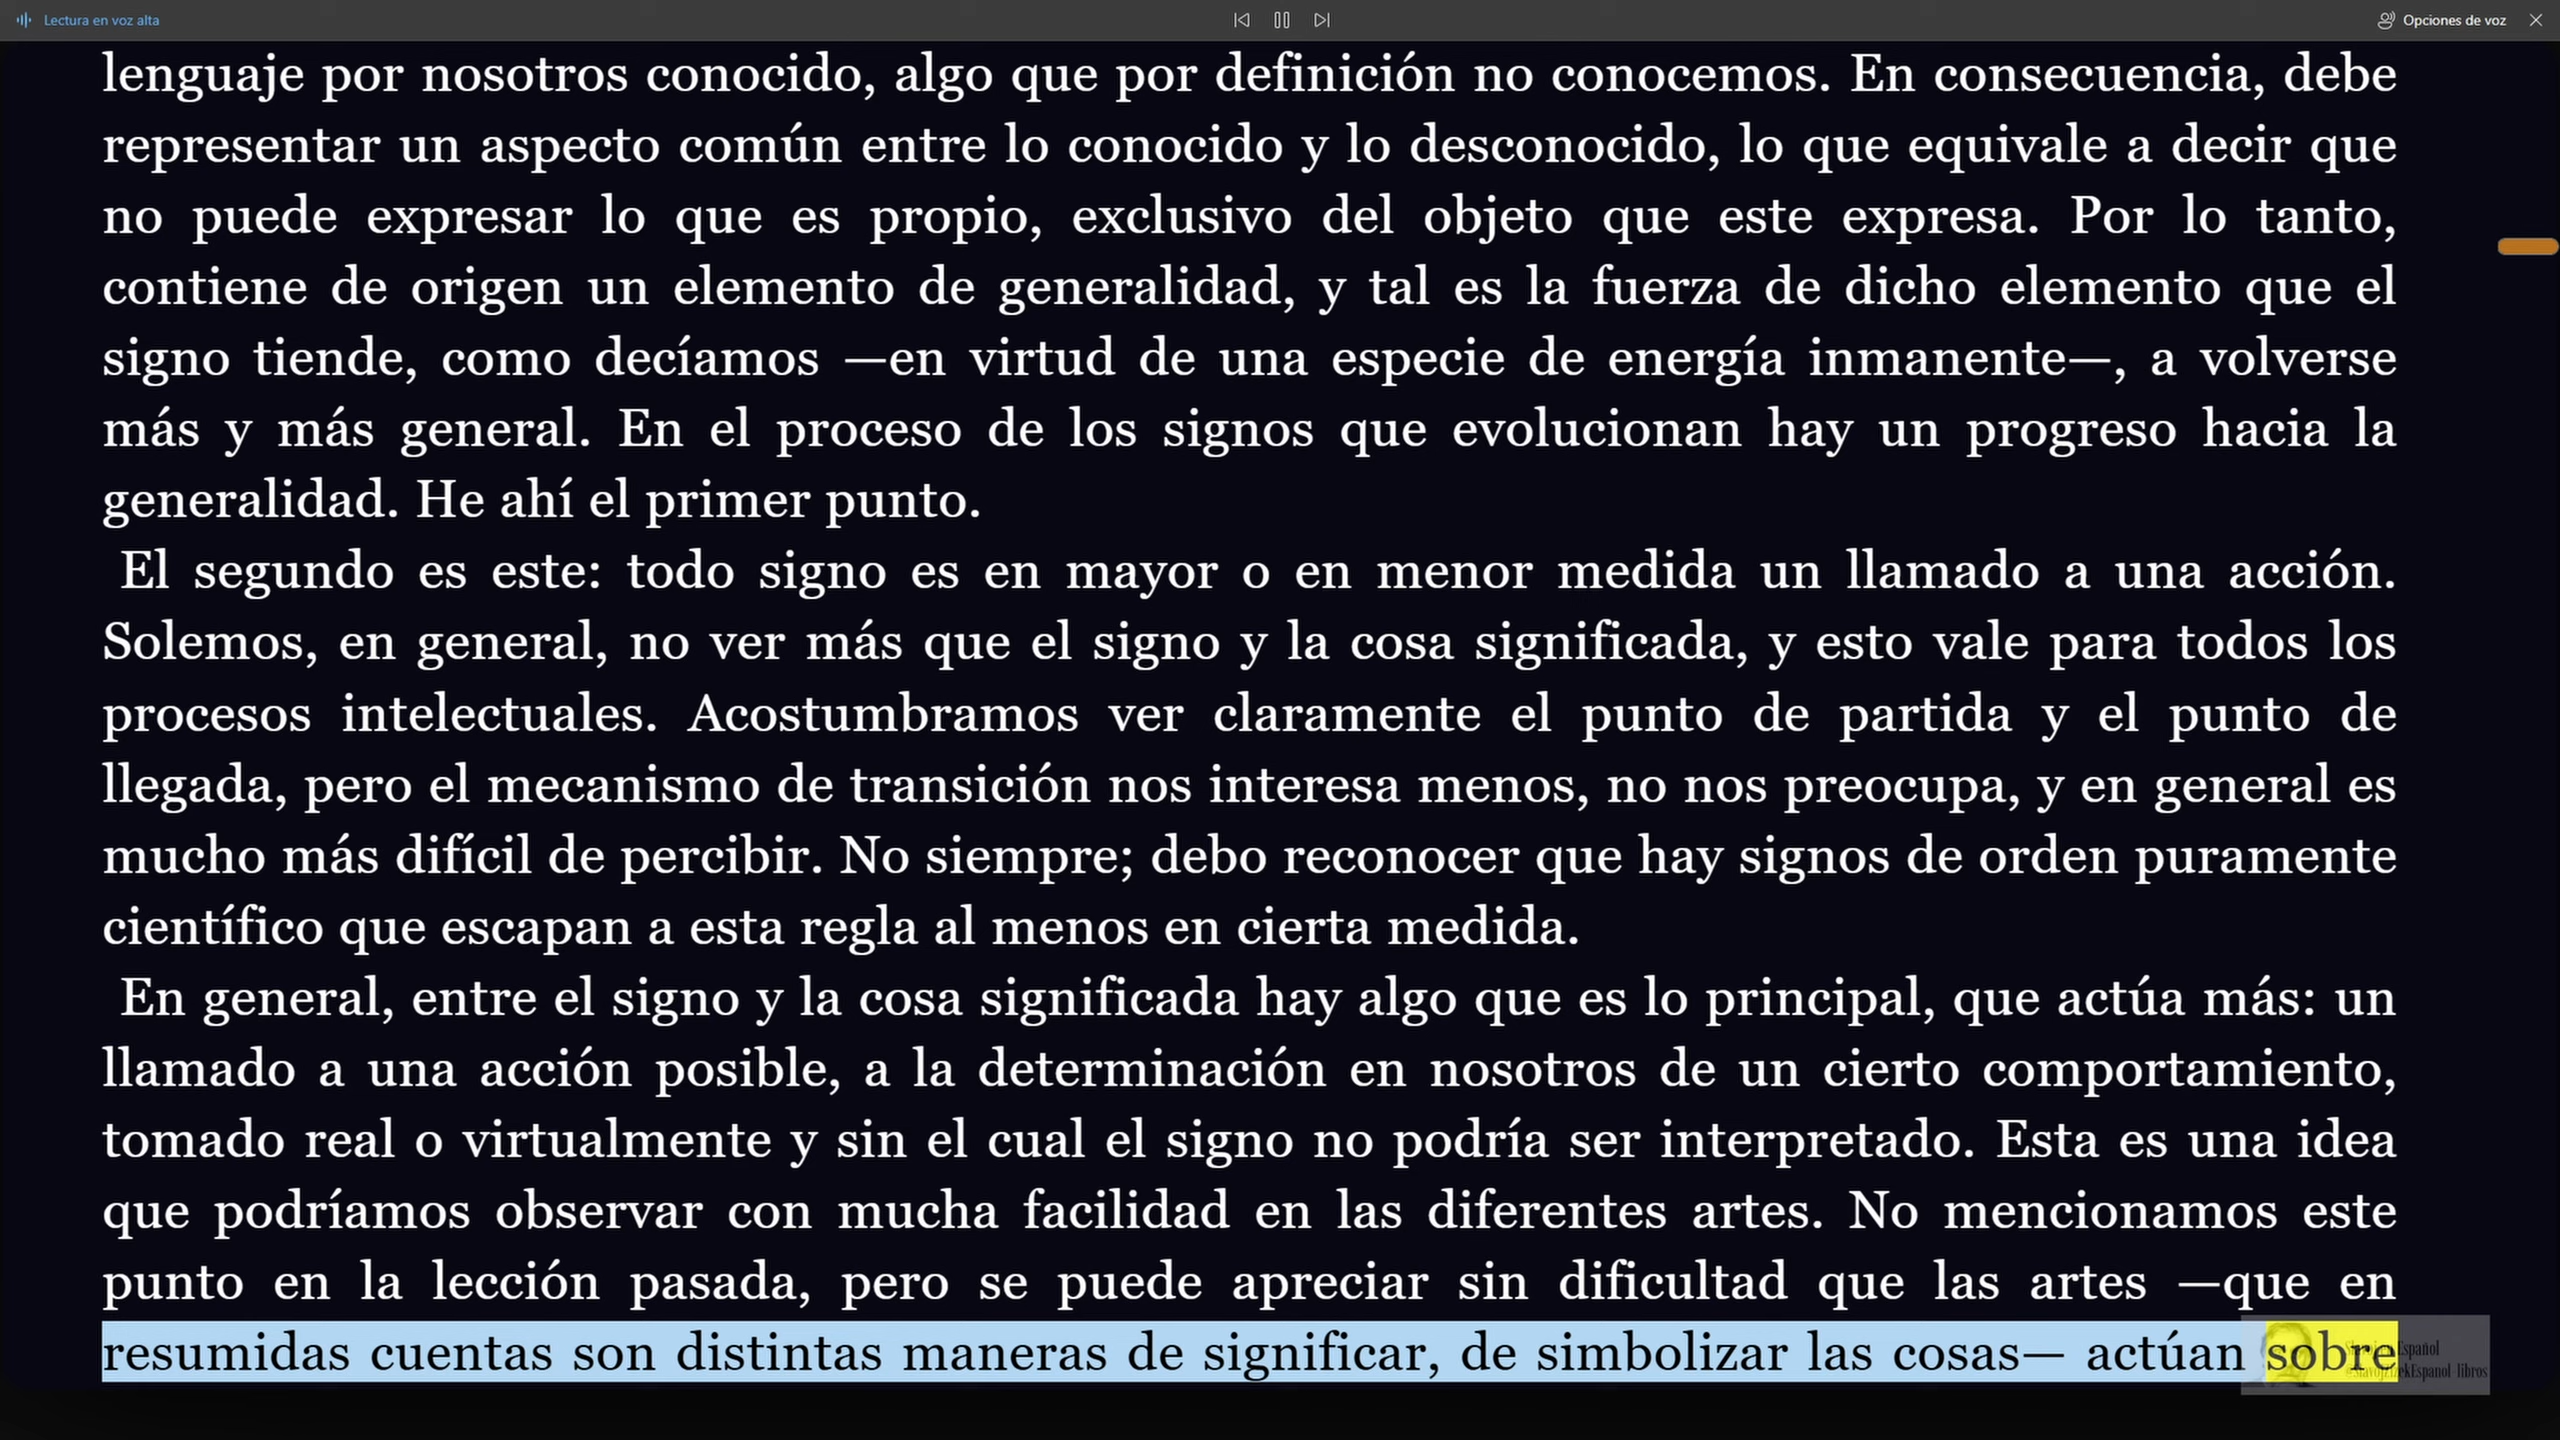 Lectura en voz alta
Opciones de voz
lenguaje por nosotros conocido, algo que por definición no conocemos. En consecuencia, debe
representar un aspecto común entre lo conocido y lo desconocido, lo que equivale a decir que
no puede expresar lo que es propio, exclusivo del objeto que este expresa. Por lo tanto,
contiene de origen un elemento de generalidad, y tal es la fuerza de dicho elemento que el
signo tiende, como decíamos —en virtud de una especie de energía inmanente—, a volverse
más y más general. En el proceso de los signos que evolucionan hay un progreso hacia la
generalidad. He ahí el primer punto.
El segundo es este: todo signo es en mayor o en menor medida un llamado a una acción.
Solemos, en general, no ver más que el signo y la cosa significada, y esto vale para todos los
procesos intelectuales. Acostumbramos ver claramente el punto de partida y el punto de
llegada, pero el mecanismo de transición nos interesa menos, no nos preocupa, y en general es
mucho más difícil de percibir. No siempre; debo reconocer que hay signos de orden puramente
científico que escapan a esta regla al menos en cierta medida.
En general, entre el signo y la cosa significada hay algo que es lo principal, que actúa más: un
llamado a una acción posible, a la determinación en nosotros de un cierto comportamiento,
tomado real o virtualmente y sin el cual el signo no podría ser interpretado. Esta es una idea
que podríamos observar con mucha facilidad en las diferentes artes. No mencionamos este
punto en la lección pasada, pero se puede apreciar sin dificultad que las artes —que en
resumidas cuentas son distintas maneras de significar, de simbolizar las cosas— actúan sobre
Español